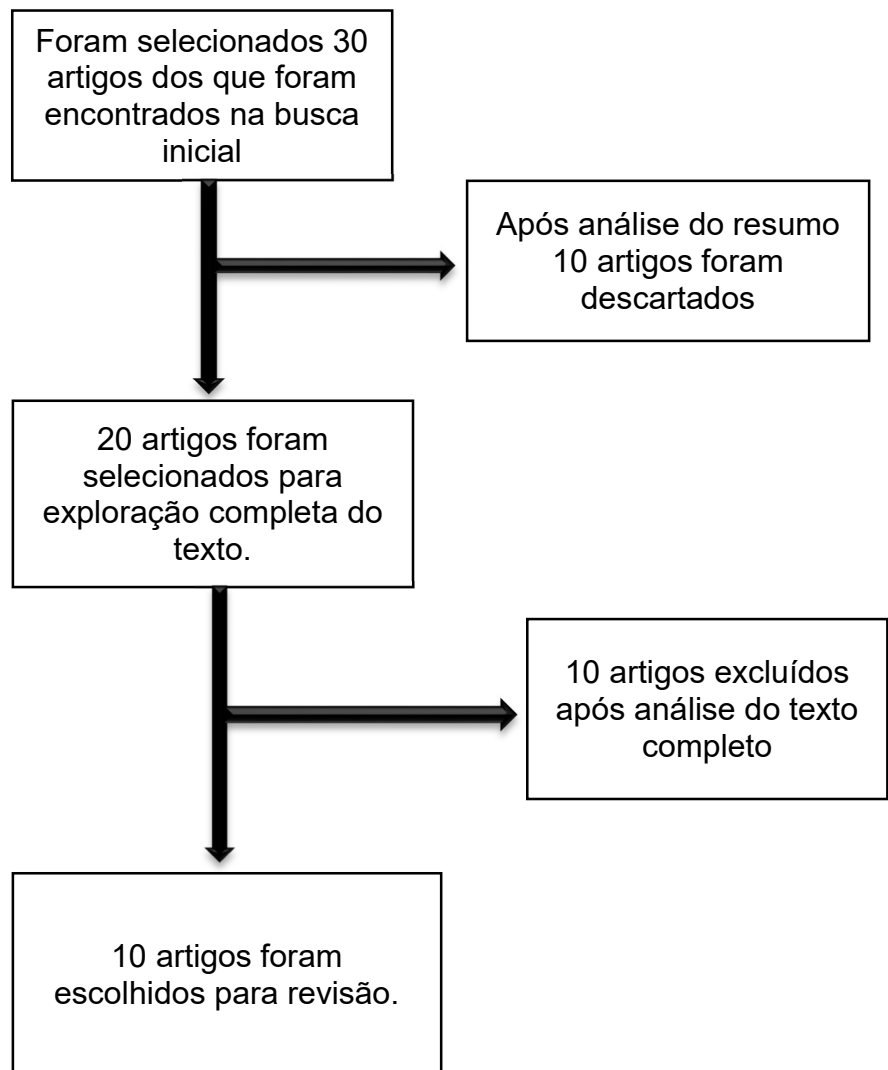 Foram selecionados 30
artigos dos que foram
encontrados na busca
inicial
Após análise do resumo
10 artigos foram
descartados
20 artigos foram
selecionados para
exploração completa do
texto.
10 artigos excluídos
após análise do texto
completo
10 artigos foram
escolhidos para revisão.